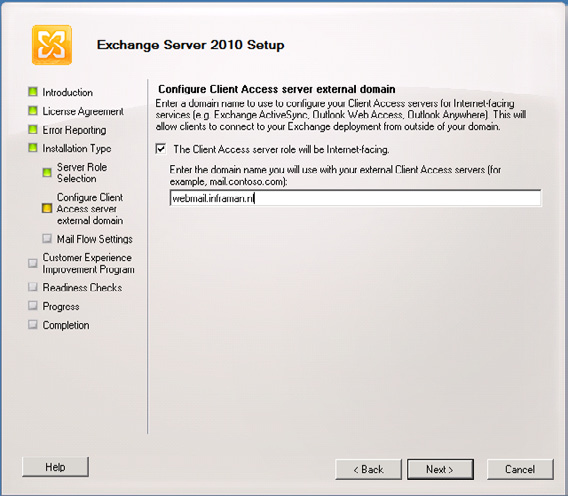 Exchange Server 2010 Setup
Introduction
License Agreement
Error Reporting
Installation Type
Server Role
Selection
Configure Client
Access server
external domain
Mail Flow Settings
Customer Experience
Improvement Program
Readiness Checks
Progress
Completion
Configure Client Access server external domain
Enter a domain name to use to configure your Client Access servers for Internet-facing
services (e.g. Exchange ActiveSync, Outlook Web Access, Outlook Anywhere). This will
allow clients to connect to your Exchange deployment from outside of your domain.
The Client Access server role will be Internet-facing.
Enter the domain name you will use with your external Client Access servers (for
example, mail.contoso.com):
webmail.inframan.nl
Help
< Back
Next >
Cancel